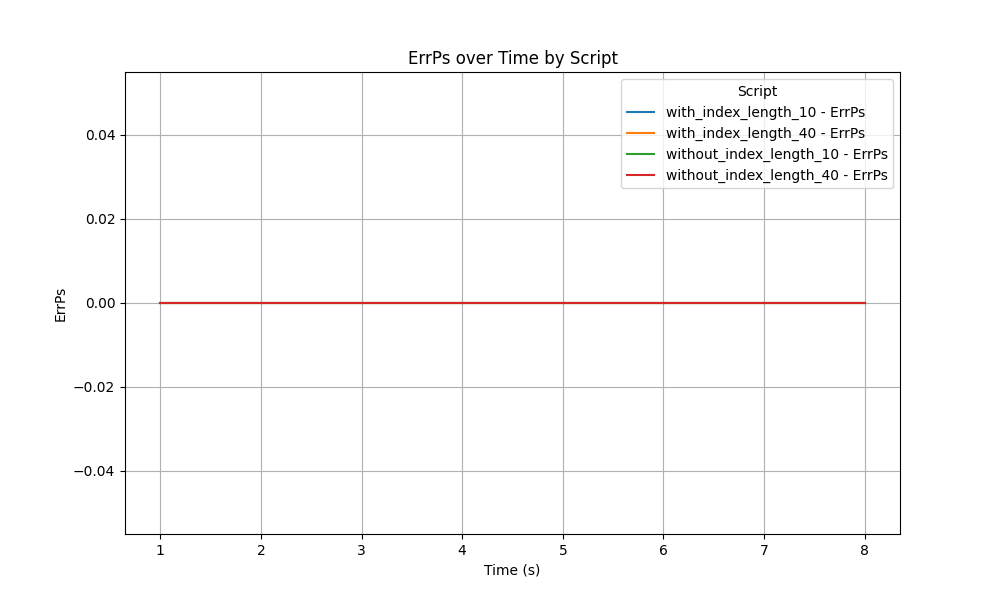 ErrPs over Time by Script
Script
with_index_length_10 - ErrPs
with_index_length_40 - ErrPs
without_index_length_10 - ErrPs
without_index_length_40 - ErrPs
ErrPs
0.04
0.02
0.00
−0.02
−0.04
1 2 3 4 5 6 7 8
Time (s)